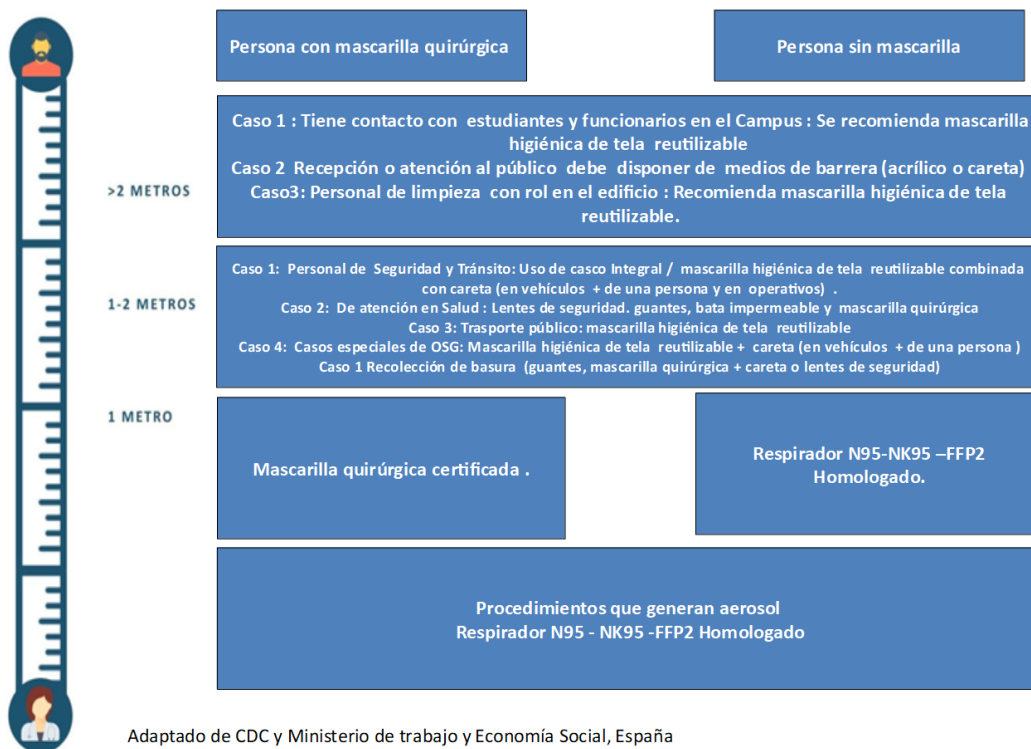 Persona con mascarilla quirúrgica
Persona sin mascarilla
>2 METROS
Caso 1 : Tiene contacto con estudiantes y funcionarios en el Campus : Se recomienda mascarilla
higiénica de tela reutilizable
Caso 2 Recepción o atención al público debe disponer de medios de barrera (acrílico o careta)
Caso3: Personal de limpieza con rol en el edificio : Recomienda mascarilla higiénica de tela
reutilizable.
1-2 METROS
Caso 1: Personal de Seguridad y Tránsito: Uso de casco Integral / mascarilla higiénica de tela reutilizable combinada
con careta (en vehículos + de una persona y en operativos) .
Caso 2: De atención en Salud : Lentes de seguridad. guantes, bata impermeable y mascarilla quirúrgica
Caso 3: Trasporte público: mascarilla higiénica de tela reutilizable
Caso 4: Casos especiales de OSG: Mascarilla higiénica de tela reutilizable + careta (en vehículos + de una persona )
Caso 1 Recolección de basura (guantes, mascarilla quirúrgica + careta o lentes de seguridad)
1 METRO
Mascarilla quirúrgica certificada .
Respirador N95-NK95 –FFP2
Homologado.
Procedimientos que generan aerosol
Respirador N95 - NK95 -FFP2 Homologado
Adaptado de CDC y Ministerio de trabajo y Economía Social, España